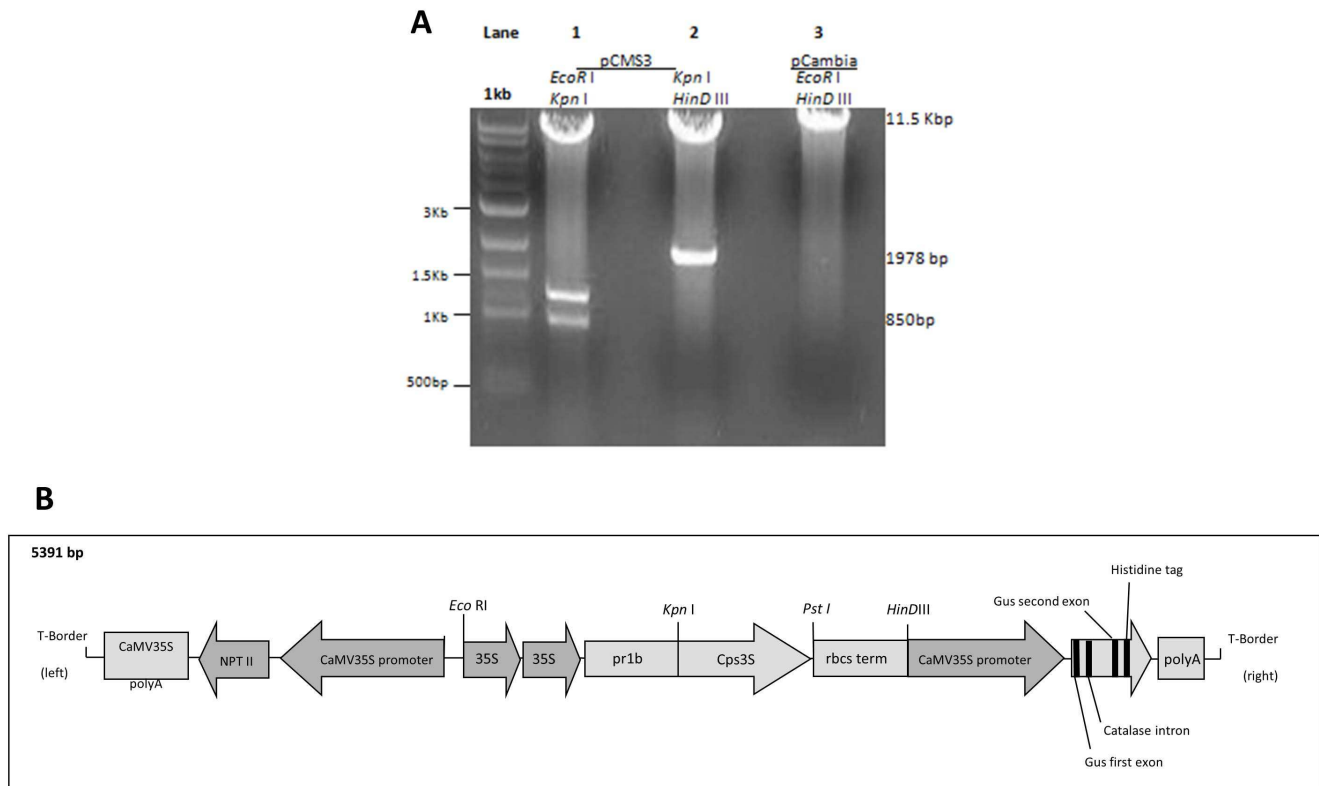 A
Lane 1 2 3
pCMS3 pCambia
EcoR I Kpn I EcoR I
1kb Kpn I HinD III HinD III
11.5 Kbp
3Kb
1978 bp
1.5Kb
1Kb 850bp
500bp
B
5391 bp
Histidine tag
Gus second exon
Eco RI Kpn I Pst I HinDIII
T-Border
(left)
CaMV35S
polyA
NPT II
CaMV35S promoter
35S
35S
pr1b
Cps3S
rbcs term
CaMV35S promoter
polyA
T-Border
(right)
Catalase intron
Gus first exon